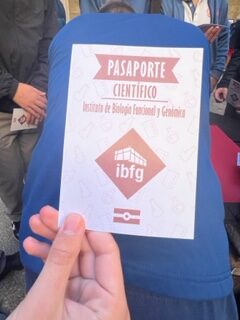 PASAPORTE
CIENTÍFICO
Instituto de Biología Funcional y Genómica
ibfg